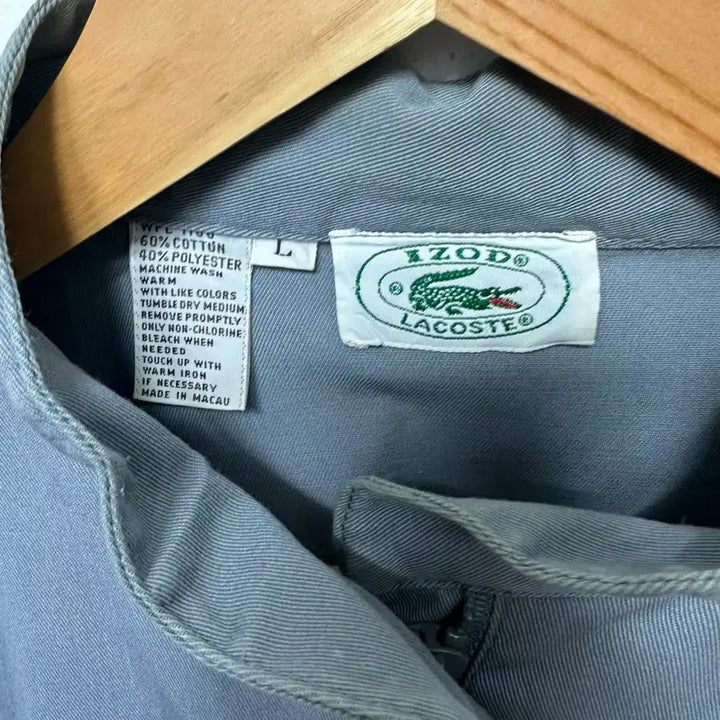 60% COTTON
40% POLYESTER
MACHINE WASH
WARM
WITH LIKE COLORS
TUMBLE DRY MEDIUM
REMOVE PROMPTLY
ONLY NON-CHLORINE
BLEACH WHEN
NEEDED
TOUCH UP WITH
WARM IRON
IF NECESSARY
MADE IN MACAU
L
IZOD®
®
®
LACOSTE®